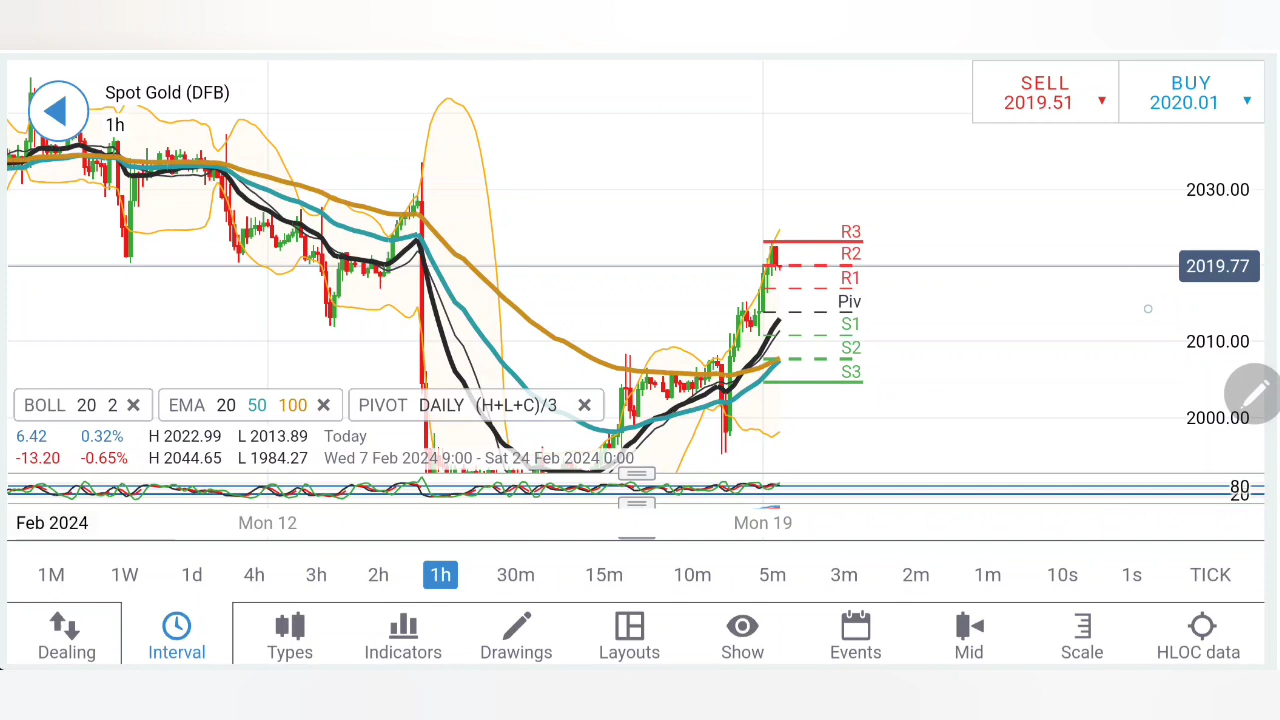 Spot Gold (DFB)
1h
SELL
2019.51
BUY
2020.01
2030.00
R3
R2
2019.77
R1
Piv
S1
S2
2010.00
S3
2000.00
BOLL 20 2
EMA 20 50 100
PIVOT DAILY (H+L+C)/3
6.42 0.32% H 2022.99 L 2013.89 Today
-13.20 -0.65% H 2044.65 L 1984.27 Wed 7 Feb 2024 9:00 - Sat 24 Feb 2024 0:00
80
20
Feb 2024 Mon 12 Mon 19
1M 1W 1d 4h 3h 2h 1h 30m 15m 10m 5m 3m 2m 1m 10s 1s TICK
Dealing Interval Types Indicators Drawings Layouts Show Events Mid Scale HLOC data